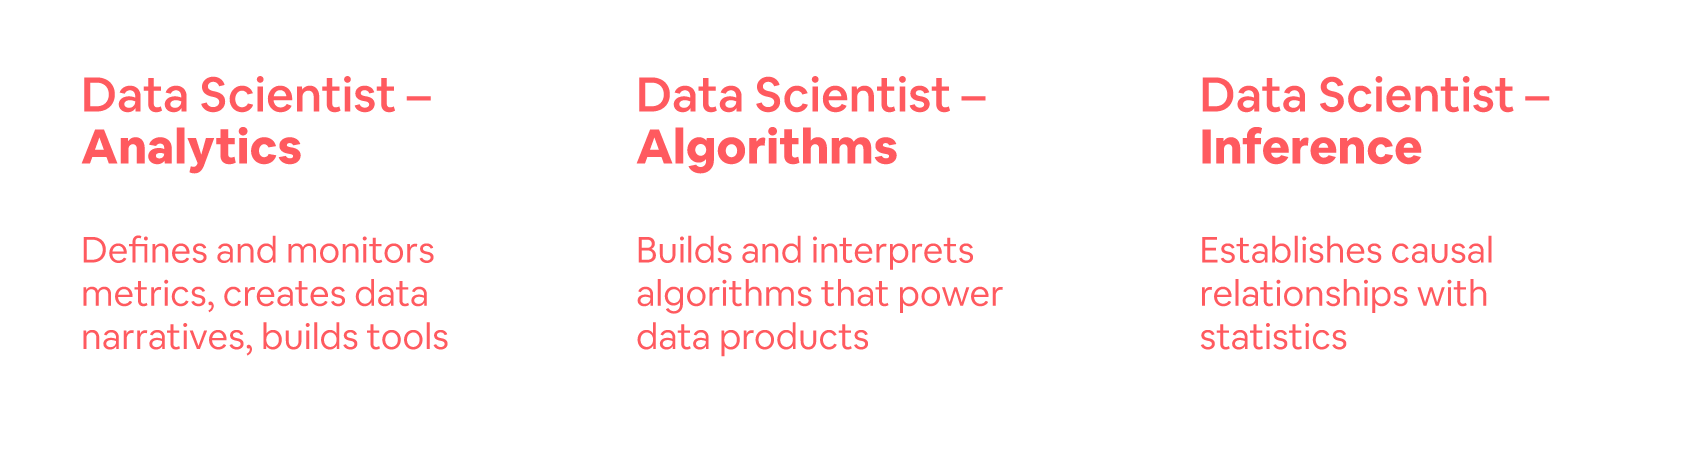 Data Scientist –
Analytics
Defines and monitors
metrics, creates data
narratives, builds tools
Data Scientist –
Algorithms
Builds and interprets
algorithms that power
data products
Data Scientist –
Inference
Establishes causal
relationships with
statistics